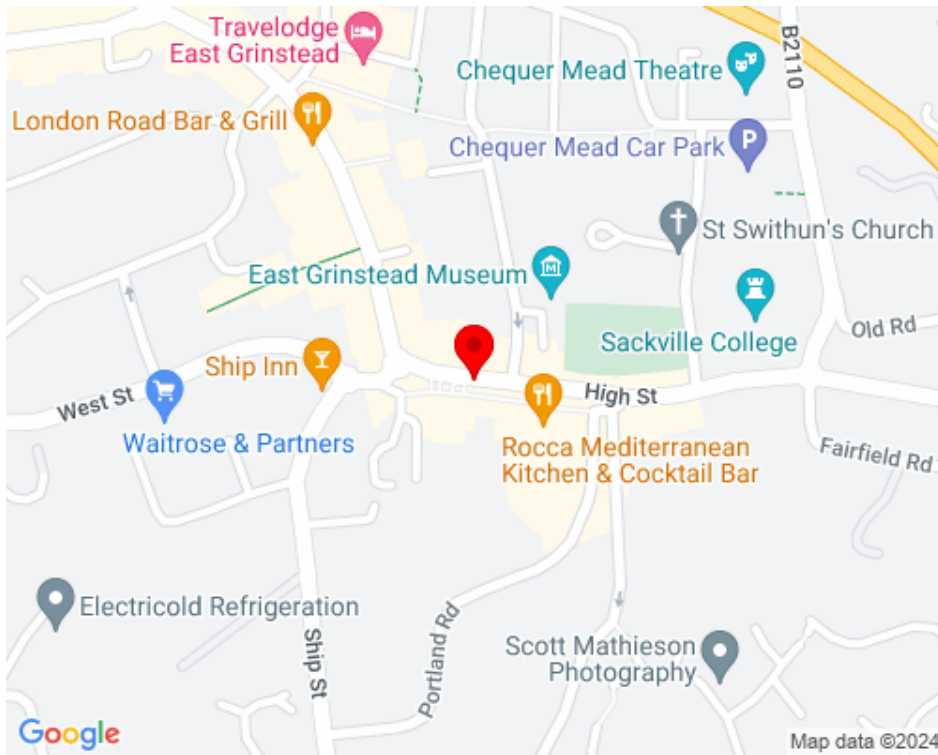 Travelodge
East Grinstead
B2110
Chequer Mead Theatre
London Road Bar & Grill
Chequer Mead Car Park
P
St Swithun's Church
East Grinstead Museum
M
Sackville College
Old Rd
Ship Inn
High St
West St
Waitrose & Partners
Rocca Mediterranean
Kitchen & Cocktail Bar
Fairfield Rd
Electricold Refrigeration
Ship St
Portland Rd
Scott Mathieson
Photography
Google
Map data ©2024